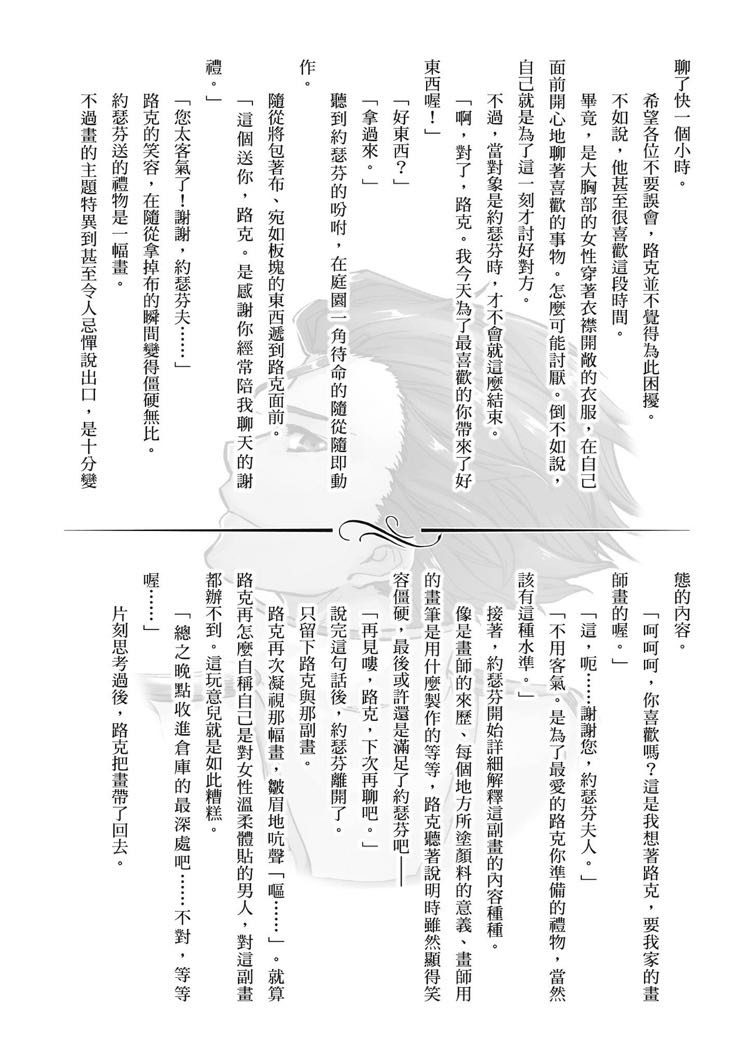 聊了快一個小時。
希望各位不要誤會，路克並不覺得為此困擾。
不如說，他甚至很喜歡這段時間。
畢竟，是大胸部的女性穿著衣襟開敞的衣服，在自己
面前開心地聊著喜歡的事物。怎麼可能討厭。倒不如說，
自己就是為了這一刻才討好對方。
不過，當對象是約瑟芬時，才不會就這麼結束。
「啊，對了，路克。我今天為了最喜歡的你帶來了好
東西喔！」
「好東西？」
「拿過來。」
聽到約瑟芬的吩咐，在庭園一角待命的隨從隨即動
作。
隨從將包著布、宛如板塊的東西遞到路克面前。
「這個送你，路克。是感謝你經常陪我聊天的謝
禮。」
「您太客氣了！謝謝，約瑟芬夫……」
路克的笑容，在隨從拿掉布的瞬間變得僵硬無比。
約瑟芬送的禮物是一幅畫。
不過畫的主題特異到甚至令人忌憚說出口，是十分變
態的內容。
「呵呵呵，你喜歡嗎？這是我想著路克，要我家的畫
師畫的喔。」
「這，呃……謝謝您，約瑟芬夫人。」
「不用客氣。是為了最愛的路克你準備的禮物，當然
該有這種水準。」
接著，約瑟芬開始詳細解釋這副畫的內容種種。
像是畫師的來歷、每個地方所塗顏料的意義、畫師用
的畫筆是用什麼製作的等等，路克聽著說明時雖然顯得笑
容僵硬，最後或許還是滿足了約瑟芬吧──
「再見嘍，路克，下次再聊吧。」
說完這句話後，約瑟芬離開了。
只留下路克與那副畫。
路克再次凝視那幅畫，皺眉地吭聲「嘔……」。就算
路克再怎麼自稱自己是對女性溫柔體貼的男人，對這副畫
都辦不到。這玩意兒就是如此糟糕。
「總之晚點收進倉庫的最深處吧……不對，等等
喔……」
片刻思考過後，路克把畫帶了回去。